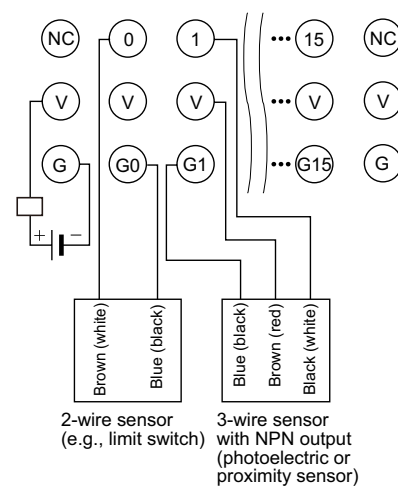 NC 0 1 ••• 15 NC
V V V ••• V V
G G0 G1 ••• G15 G
+ −
Brown (white)
Blue (black)
Blue (black)
Brown (red)
Black (white)
2-wire sensor
(e.g., limit switch)
3-wire sensor
with NPN output
(photoelectric or
proximity sensor)